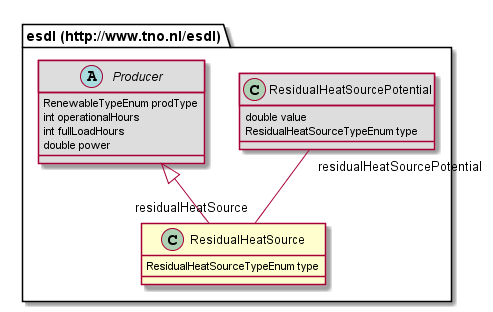 esdl (http://www.tno.nl/esdl)
A Producer
RenewableTypeEnum prodType
int operationalHours
int fullLoadHours
double power
C ResidualHeatSourcePotential
double value
ResidualHeatSourceTypeEnum type
residualHeatSourcePotential
residualHeatSource
C ResidualHeatSource
ResidualHeatSourceTypeEnum type